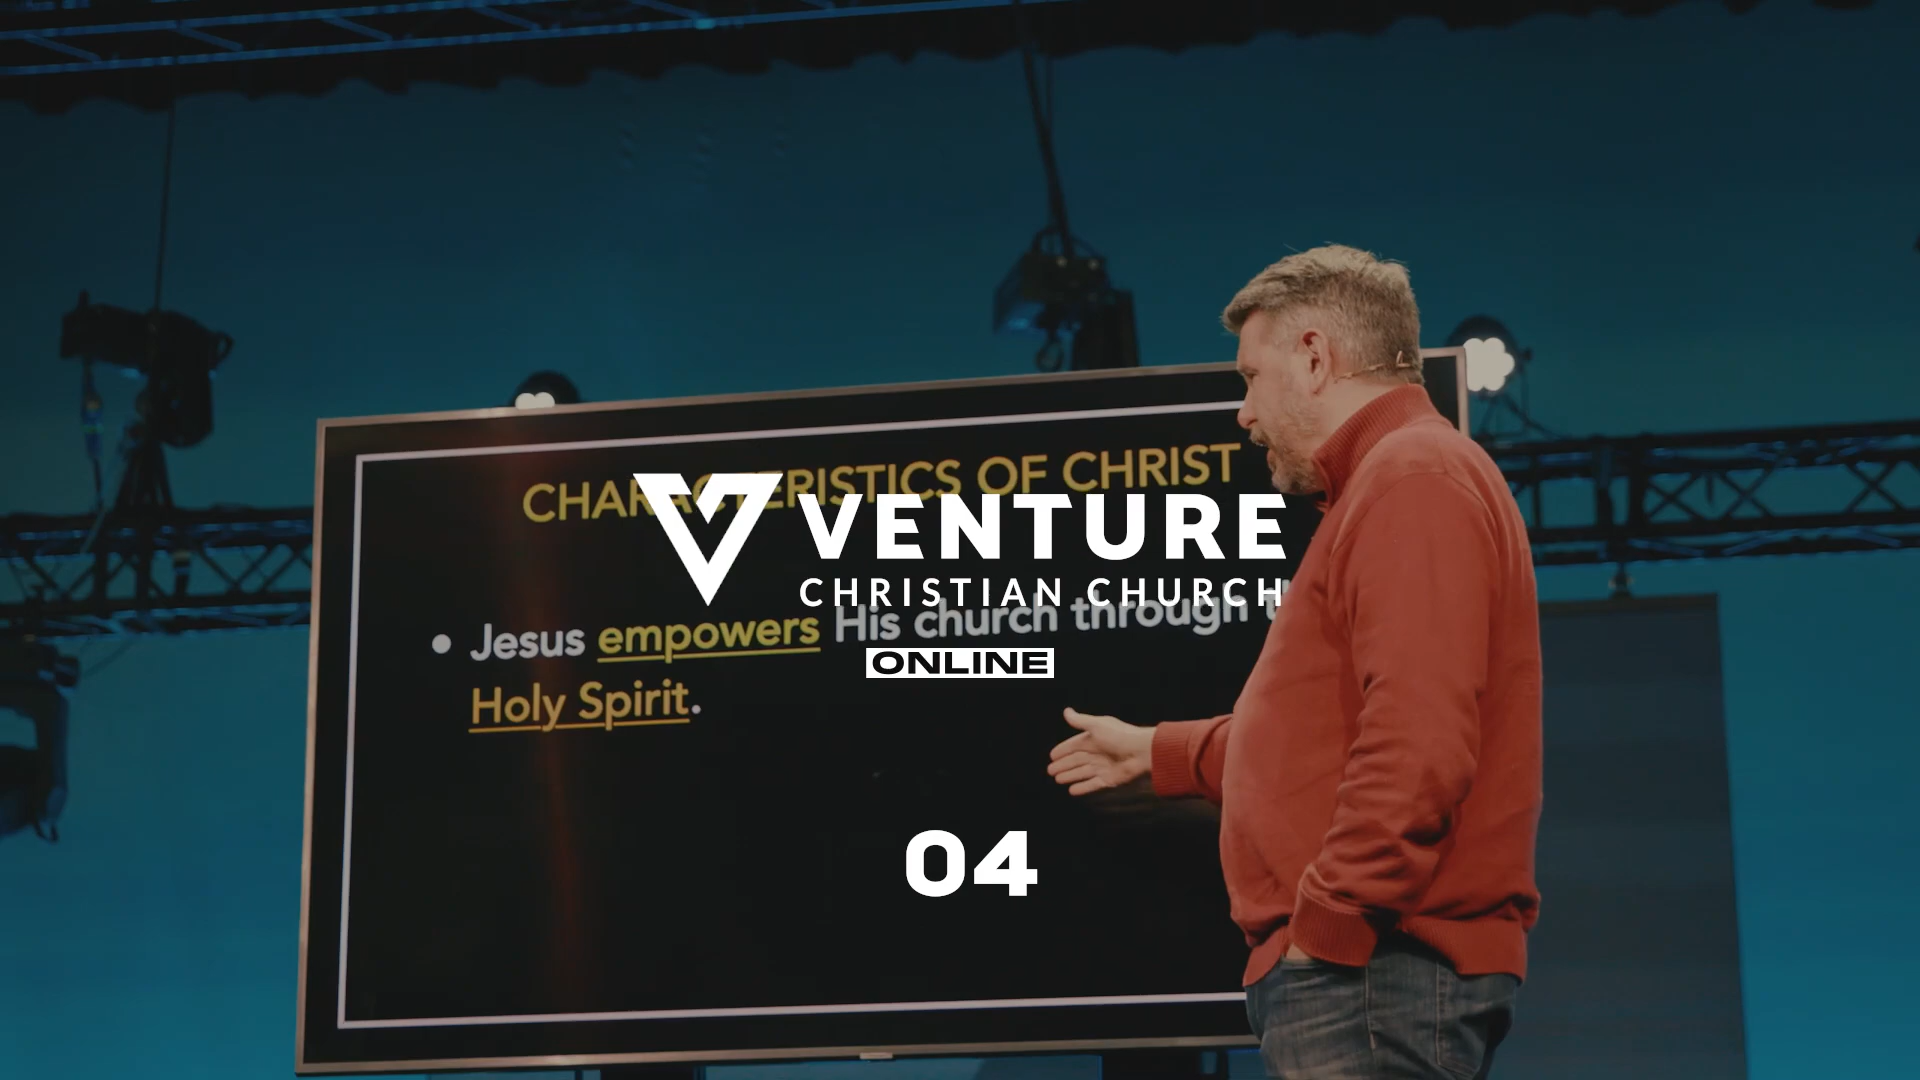 CHARACTERISTICS OF CHRIST
VENTURE
CHRISTIAN CHURCH
• Jesus empowers His church through
Holy Spirit.
ONLINE
04